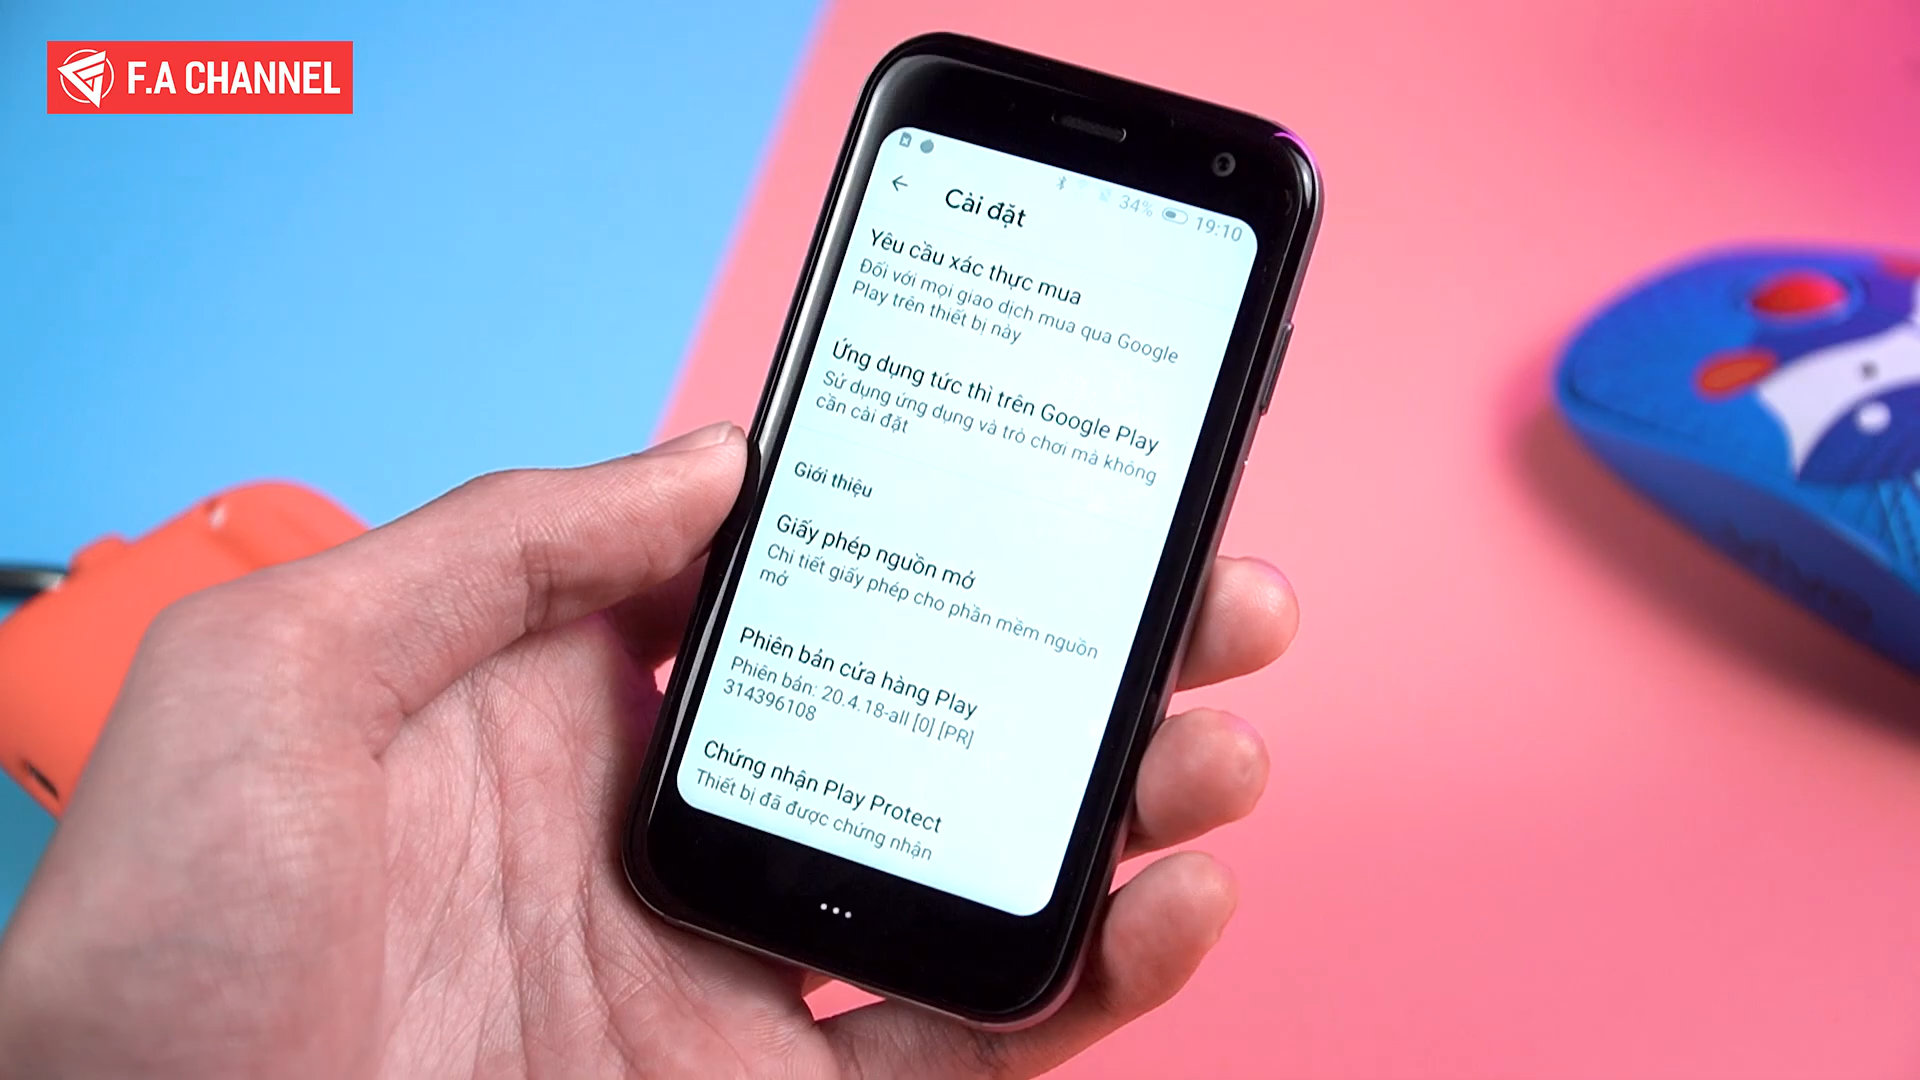 F.A CHANNEL
34% 19:10
Cài đặt
Yêu cầu xác thực mua
Đối với mọi giao dịch mua qua Google
Play trên thiết bị này
Ứng dụng tức thì trên Google Play
Sử dụng ứng dụng và trò chơi mà không
cần cài đặt
Giới thiệu
Giấy phép nguồn mở
Chi tiết giấy phép cho phần mềm nguồn
mở
Phiên bản cửa hàng Play
Phiên bản: 20.4.18-all [0] [PR]
314396108
Chứng nhận Play Protect
Thiết bị đã được chứng nhận